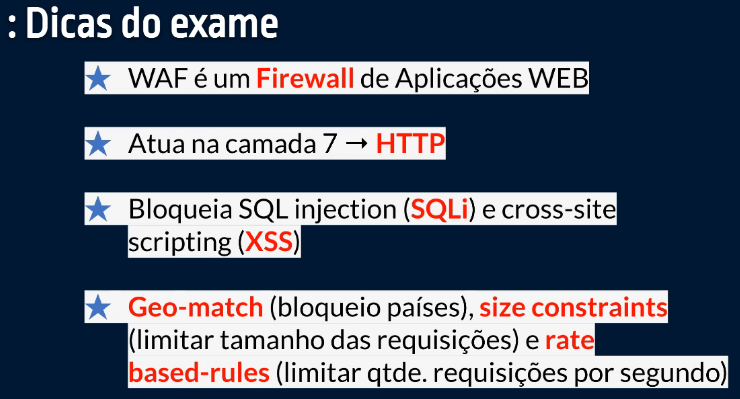 : Dicas do exame
WAF é um Firewall de Aplicações WEB
Atua na camada 7 → HTTP
Bloqueia SQL injection (SQLi) e cross-site
scripting (XSS)
Geo-match (bloqueio países), size constraints
(limitar tamanho das requisições) e rate
based-rules (limitar qtde. requisições por segundo)